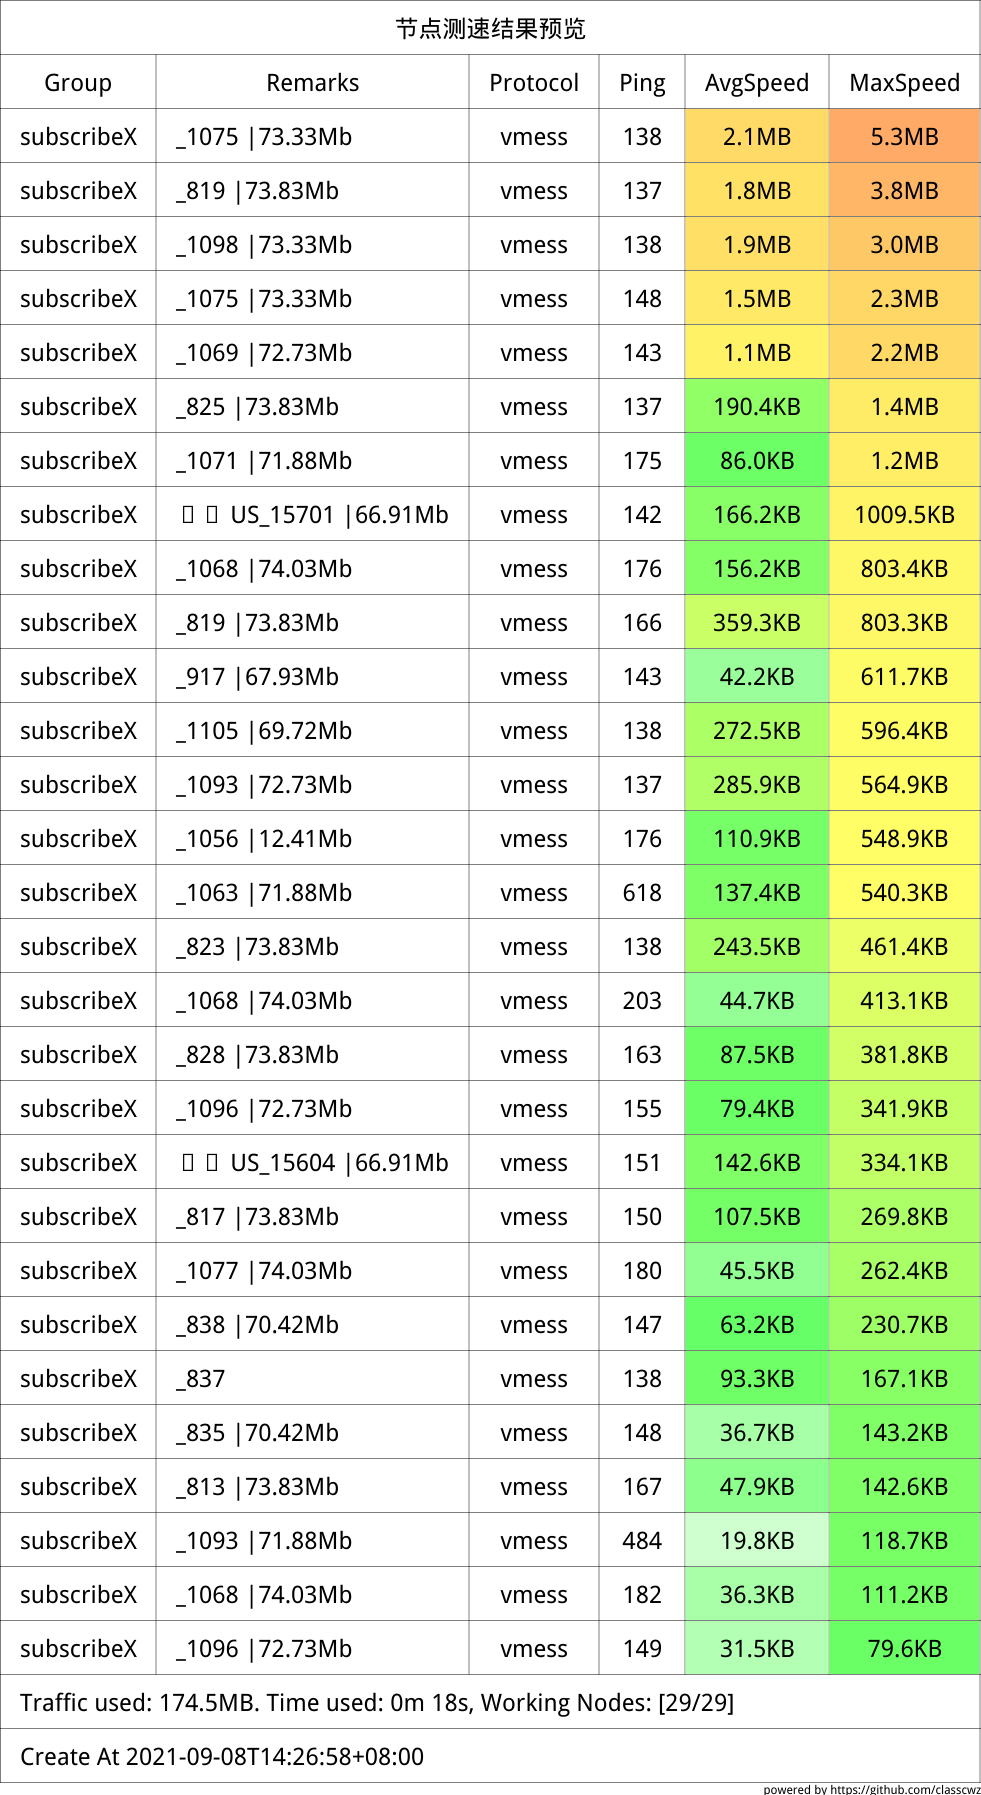 节点测速结果预览
Group Remarks Protocol Ping AvgSpeed MaxSpeed
subscribeX _1075 |73.33Mb vmess 138 2.1MB 5.3MB
subscribeX _819 |73.83Mb vmess 137 1.8MB 3.8MB
subscribeX _1098 |73.33Mb vmess 138 1.9MB 3.0MB
subscribeX _1075 |73.33Mb vmess 148 1.5MB 2.3MB
subscribeX _1069 |72.73Mb vmess 143 1.1MB 2.2MB
subscribeX _825 |73.83Mb vmess 137 190.4KB 1.4MB
subscribeX _1071 |71.88Mb vmess 175 86.0KB 1.2MB
subscribeX US_15701 |66.91Mb vmess 142 166.2KB 1009.5KB
subscribeX _1068 |74.03Mb vmess 176 156.2KB 803.4KB
subscribeX _819 |73.83Mb vmess 166 359.3KB 803.3KB
subscribeX _917 |67.93Mb vmess 143 42.2KB 611.7KB
subscribeX _1105 |69.72Mb vmess 138 272.5KB 596.4KB
subscribeX _1093 |72.73Mb vmess 137 285.9KB 564.9KB
subscribeX _1056 |12.41Mb vmess 176 110.9KB 548.9KB
subscribeX _1063 |71.88Mb vmess 618 137.4KB 540.3KB
subscribeX _823 |73.83Mb vmess 138 243.5KB 461.4KB
subscribeX _1068 |74.03Mb vmess 203 44.7KB 413.1KB
subscribeX _828 |73.83Mb vmess 163 87.5KB 381.8KB
subscribeX _1096 |72.73Mb vmess 155 79.4KB 341.9KB
subscribeX US_15604 |66.91Mb vmess 151 142.6KB 334.1KB
subscribeX _817 |73.83Mb vmess 150 107.5KB 269.8KB
subscribeX _1077 |74.03Mb vmess 180 45.5KB 262.4KB
subscribeX _838 |70.42Mb vmess 147 63.2KB 230.7KB
subscribeX _837 vmess 138 93.3KB 167.1KB
subscribeX _835 |70.42Mb vmess 148 36.7KB 143.2KB
subscribeX _813 |73.83Mb vmess 167 47.9KB 142.6KB
subscribeX _1093 |71.88Mb vmess 484 19.8KB 118.7KB
subscribeX _1068 |74.03Mb vmess 182 36.3KB 111.2KB
subscribeX _1096 |72.73Mb vmess 149 31.5KB 79.6KB
Traffic used: 174.5MB. Time used: 0m 18s, Working Nodes: [29/29]
Create At 2021-09-08T14:26:58+08:00
powered by https://github.com/classcwz